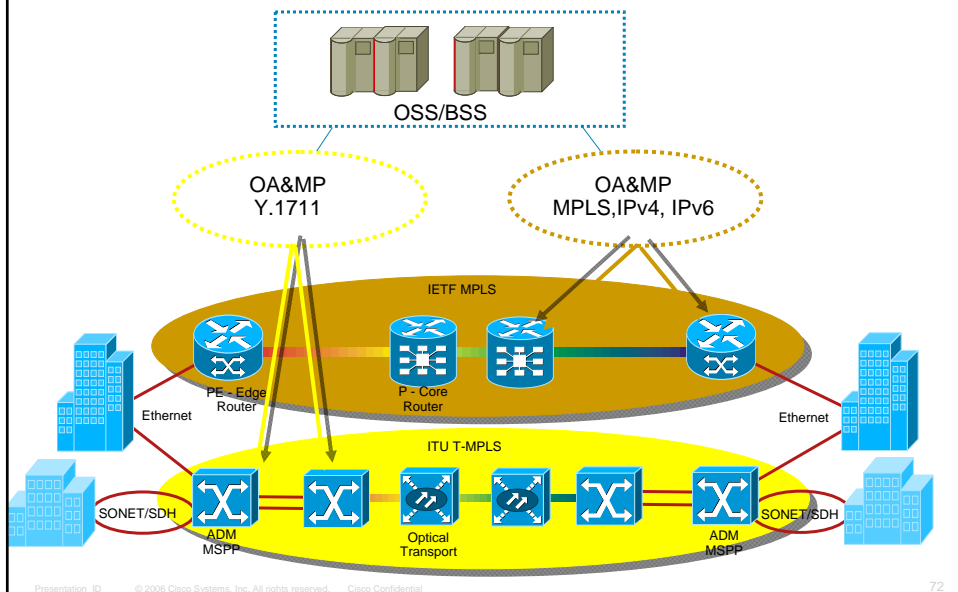 OSS/BSS
OA&MP
Y.1711
OA&MP
MPLS,IPv4, IPv6
IETF MPLS
PE - Edge
Router
P - Core
Router
Ethernet
Ethernet
ITU T-MPLS
SONET/SDH
ADM
MSPP
Optical
Transport
ADM
MSPP
SONET/SDH
Presentation_ID
© 2006 Cisco Systems, Inc. All rights reserved.
Cisco Confidential
72